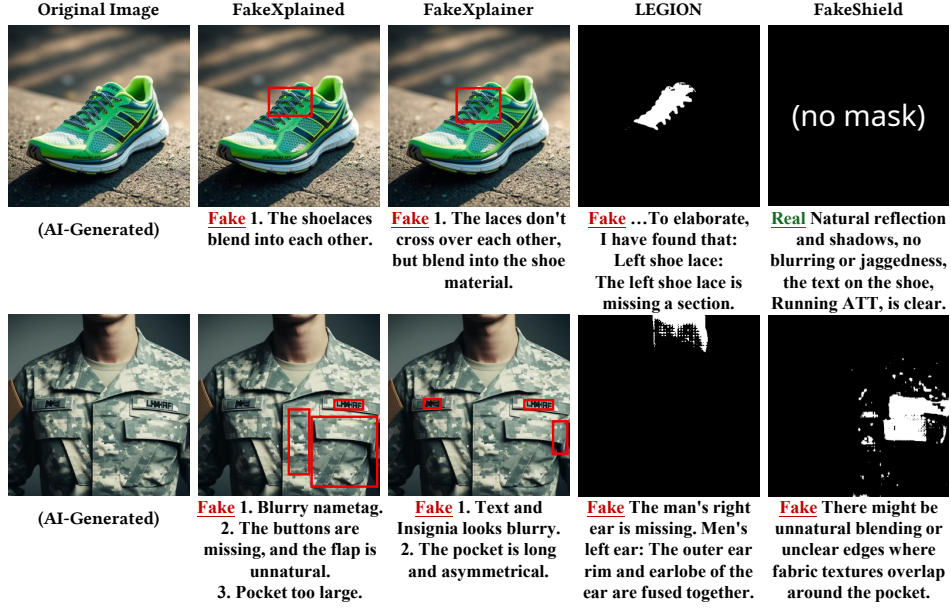 Original Image
FakeXplained
FakeXplainer
LEGION
FakeShield
(no mask)
(AI-Generated)
Fake 1. The shoelaces
blend into each other.
Fake 1. The laces don't
cross over each other,
but blend into the shoe
material.
Fake …To elaborate,
I have found that:
Left shoe lace:
The left shoe lace is
missing a section.
Real Natural reflection
and shadows, no
blurring or jaggedness,
the text on the shoe,
Running ATT, is clear.
(AI-Generated)
Fake 1. Blurry nametag.
2. The buttons are
missing, and the flap is
unnatural.
3. Pocket too large.
Fake 1. Text and
Insignia looks blurry.
2. The pocket is long
and asymmetrical.
Fake The man's right
ear is missing. Men's
left ear: The outer ear
rim and earlobe of the
ear are fused together.
Fake There might be
unnatural blending or
unclear edges where
fabric textures overlap
around the pocket.